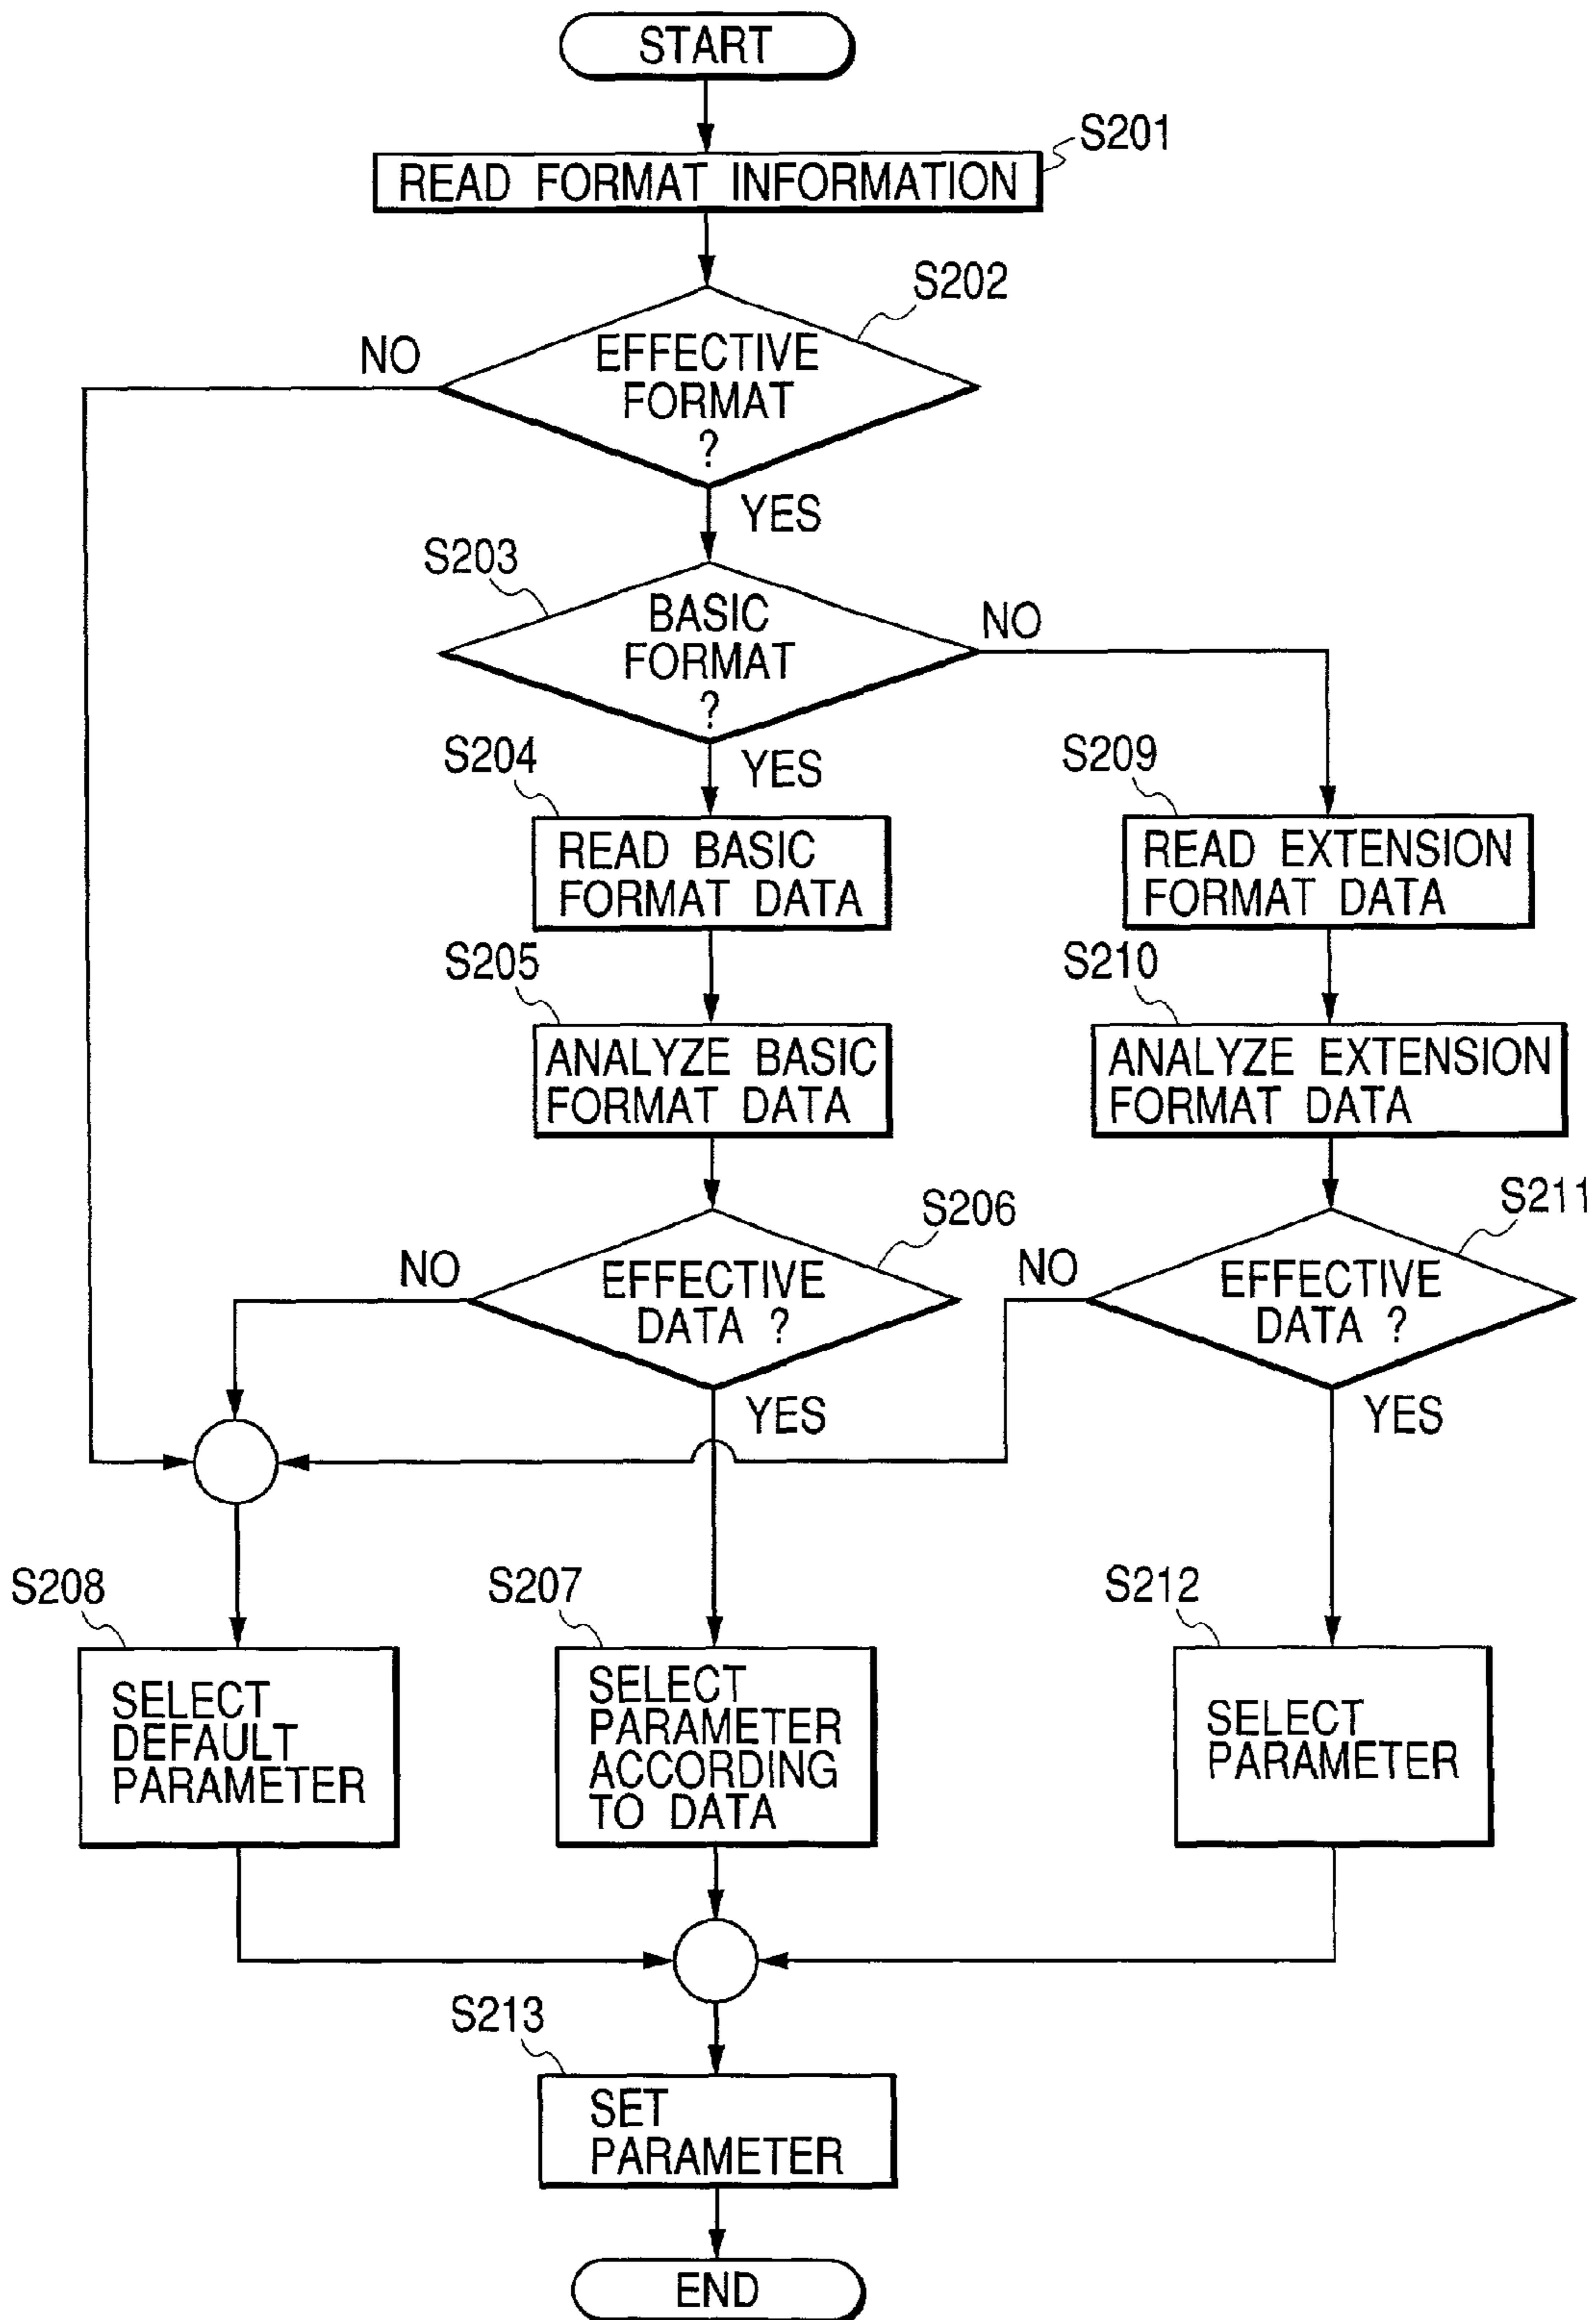 START
S201
READ FORMAT INFORMATION
S202
NO
EFFECTIVE
FORMAT
?
YES
S203
BASIC
FORMAT
?
NO
YES
S204
READ BASIC
FORMAT DATA
S209
READ EXTENSION
FORMAT DATA
S205
ANALYZE BASIC
FORMAT DATA
S210
ANALYZE EXTENSION
FORMAT DATA
S206
NO
EFFECTIVE
DATA ?
YES
S211
NO
EFFECTIVE
DATA ?
YES
S208
SELECT
DEFAULT
PARAMETER
S207
SELECT
PARAMETER
ACCORDING
TO DATA
S212
SELECT
PARAMETER
S213
SET
PARAMETER
END